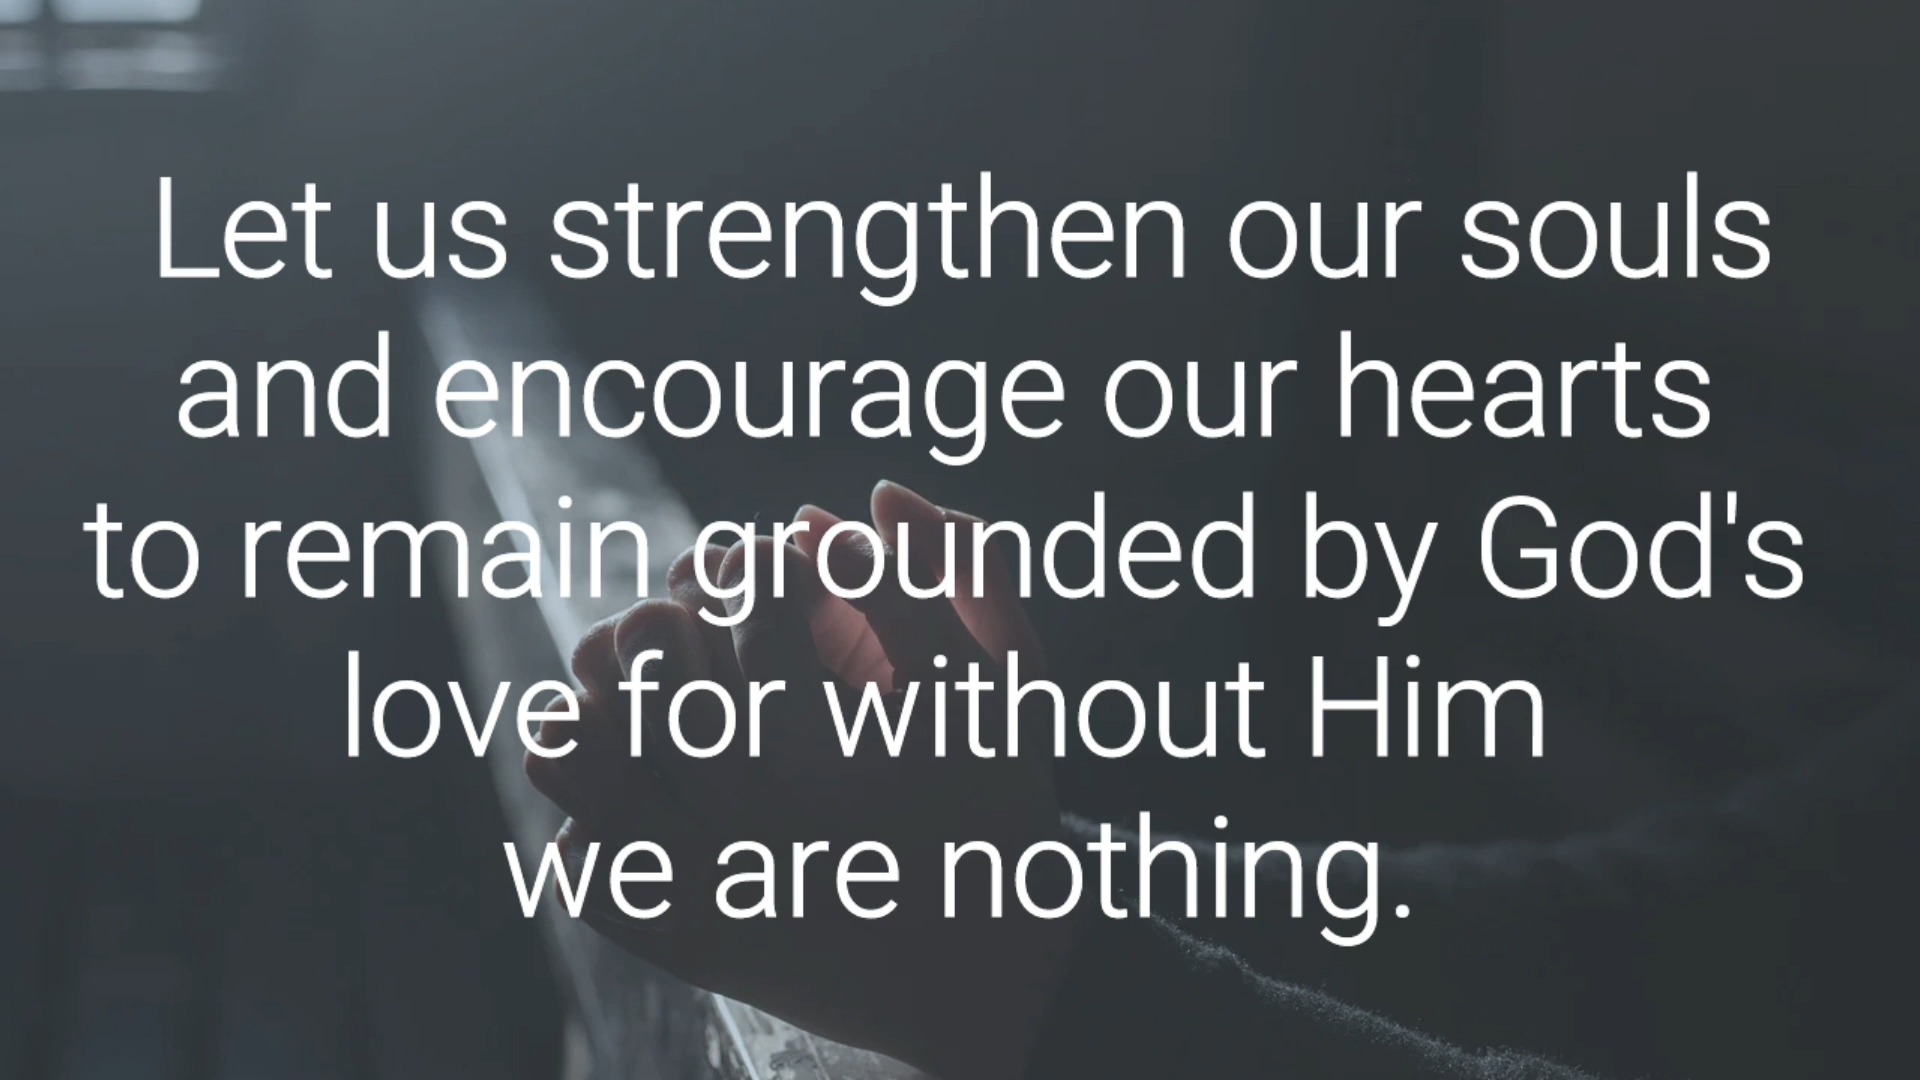 Let us strengthen our souls
and encourage our hearts
to remain grounded by God's
love for without Him
we are nothing.